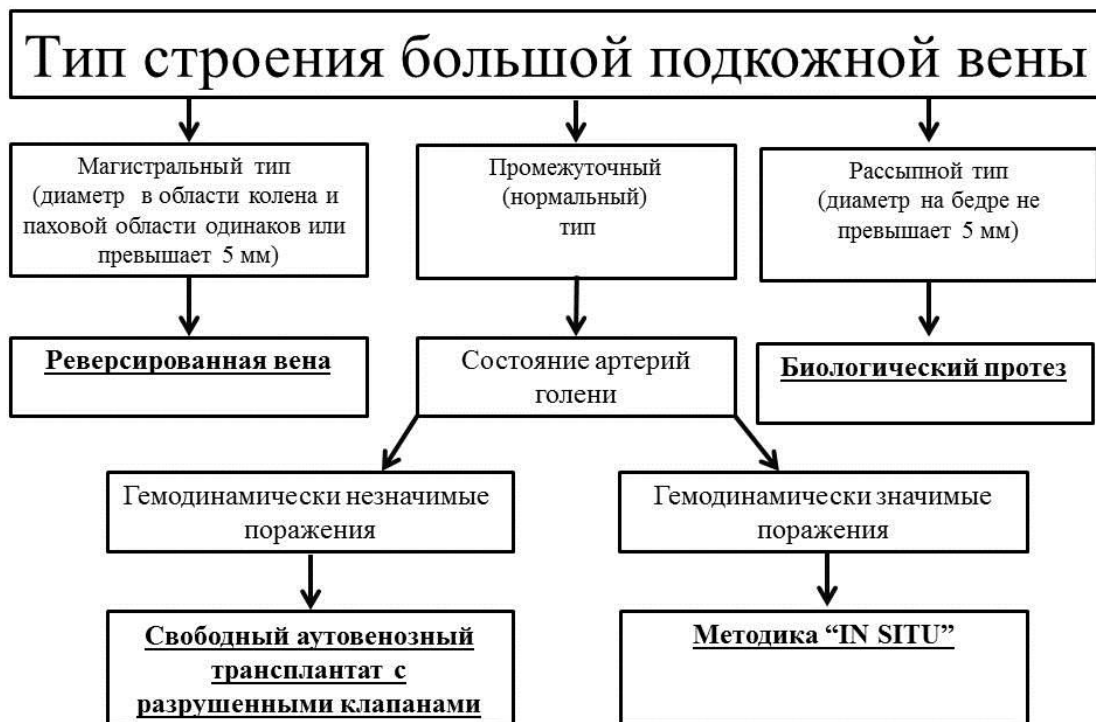 Тип строения большой подкожной вены
Магистральный тип
(диаметр в области колена и
паховой области одинаков или
превышает 5 мм)
Промежуточный
(нормальный)
тип
Рассыпной тип
(диаметр на бедре не
превышает 5 мм)
Реверсированная вена
Состояние артерий
голени
Биологический протез
Гемодинамически незначимые
поражения
Гемодинамически значимые
поражения
Свободный аутовенозный
трансплантат с
разрушенными клапанами
Методика “IN SITU”